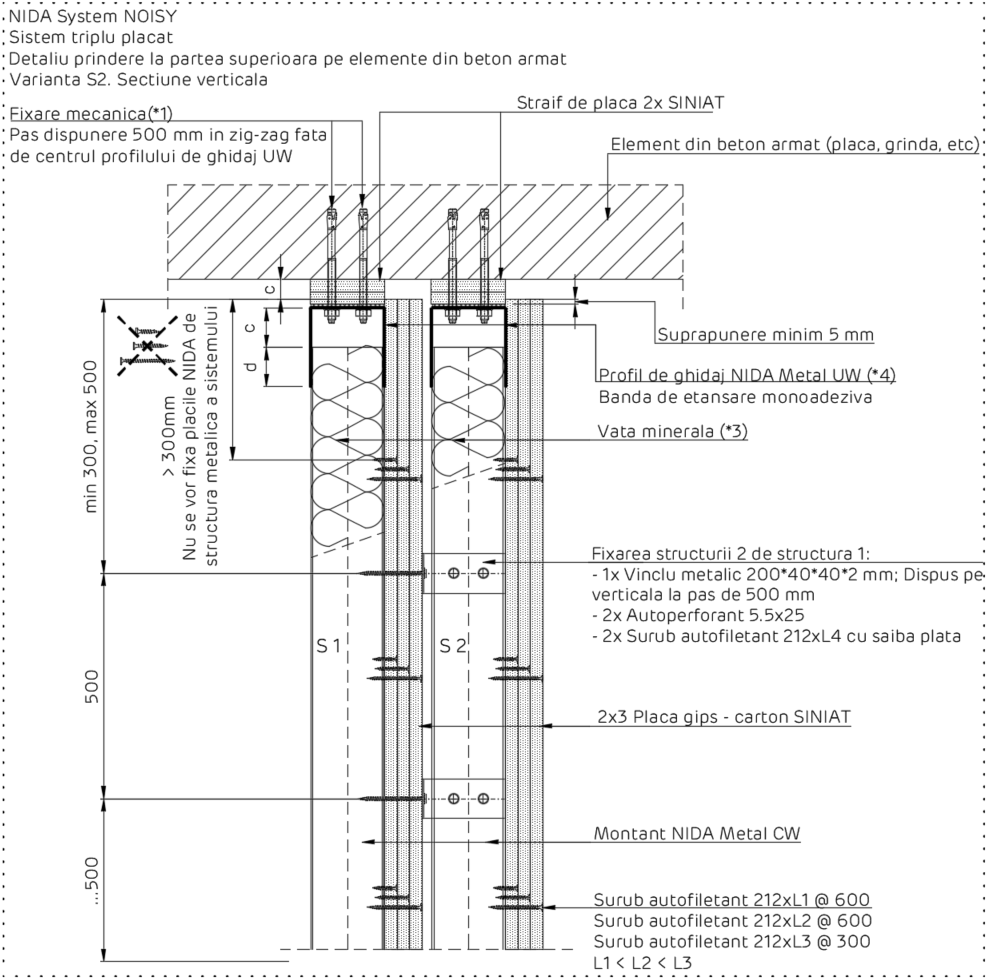 NIDA System NOISY
Sistem triplu placat
Detaliu prindere la partea superioara pe elemente din beton armat
Varianta S2. Sectiune verticala
Fixare mecanica(*1)
Pas dispunere 500 mm in zig-zag fata
de centrul profilului de ghidaj UW
Straif de placa 2x SINIAT
Element din beton armat (placa, grinda, etc)
c
c
d
Suprapunere minim 5 mm
Profil de ghidaj NIDA Metal UW (*4)
Banda de etansare monoadeziva
Vata minerala (*3)
min 300, max 500
> 300mm
Nu se vor fixa placile NIDA de
structura metalica a sistemului
Fixarea structurii 2 de structura 1:
- 1x Vinclu metalic 200*40*40*2 mm; Dispus pe
verticala la pas de 500 mm
- 2x Autoperforant 5.5x25
- 2x Surub autofiletant 212xL4 cu saiba plata
S 1
S 2
500
2x3 Placa gips - carton SINIAT
Montant NIDA Metal CW
...500
Surub autofiletant 212xL1 @ 600
Surub autofiletant 212xL2 @ 600
Surub autofiletant 212xL3 @ 300
L1 < L2 < L3